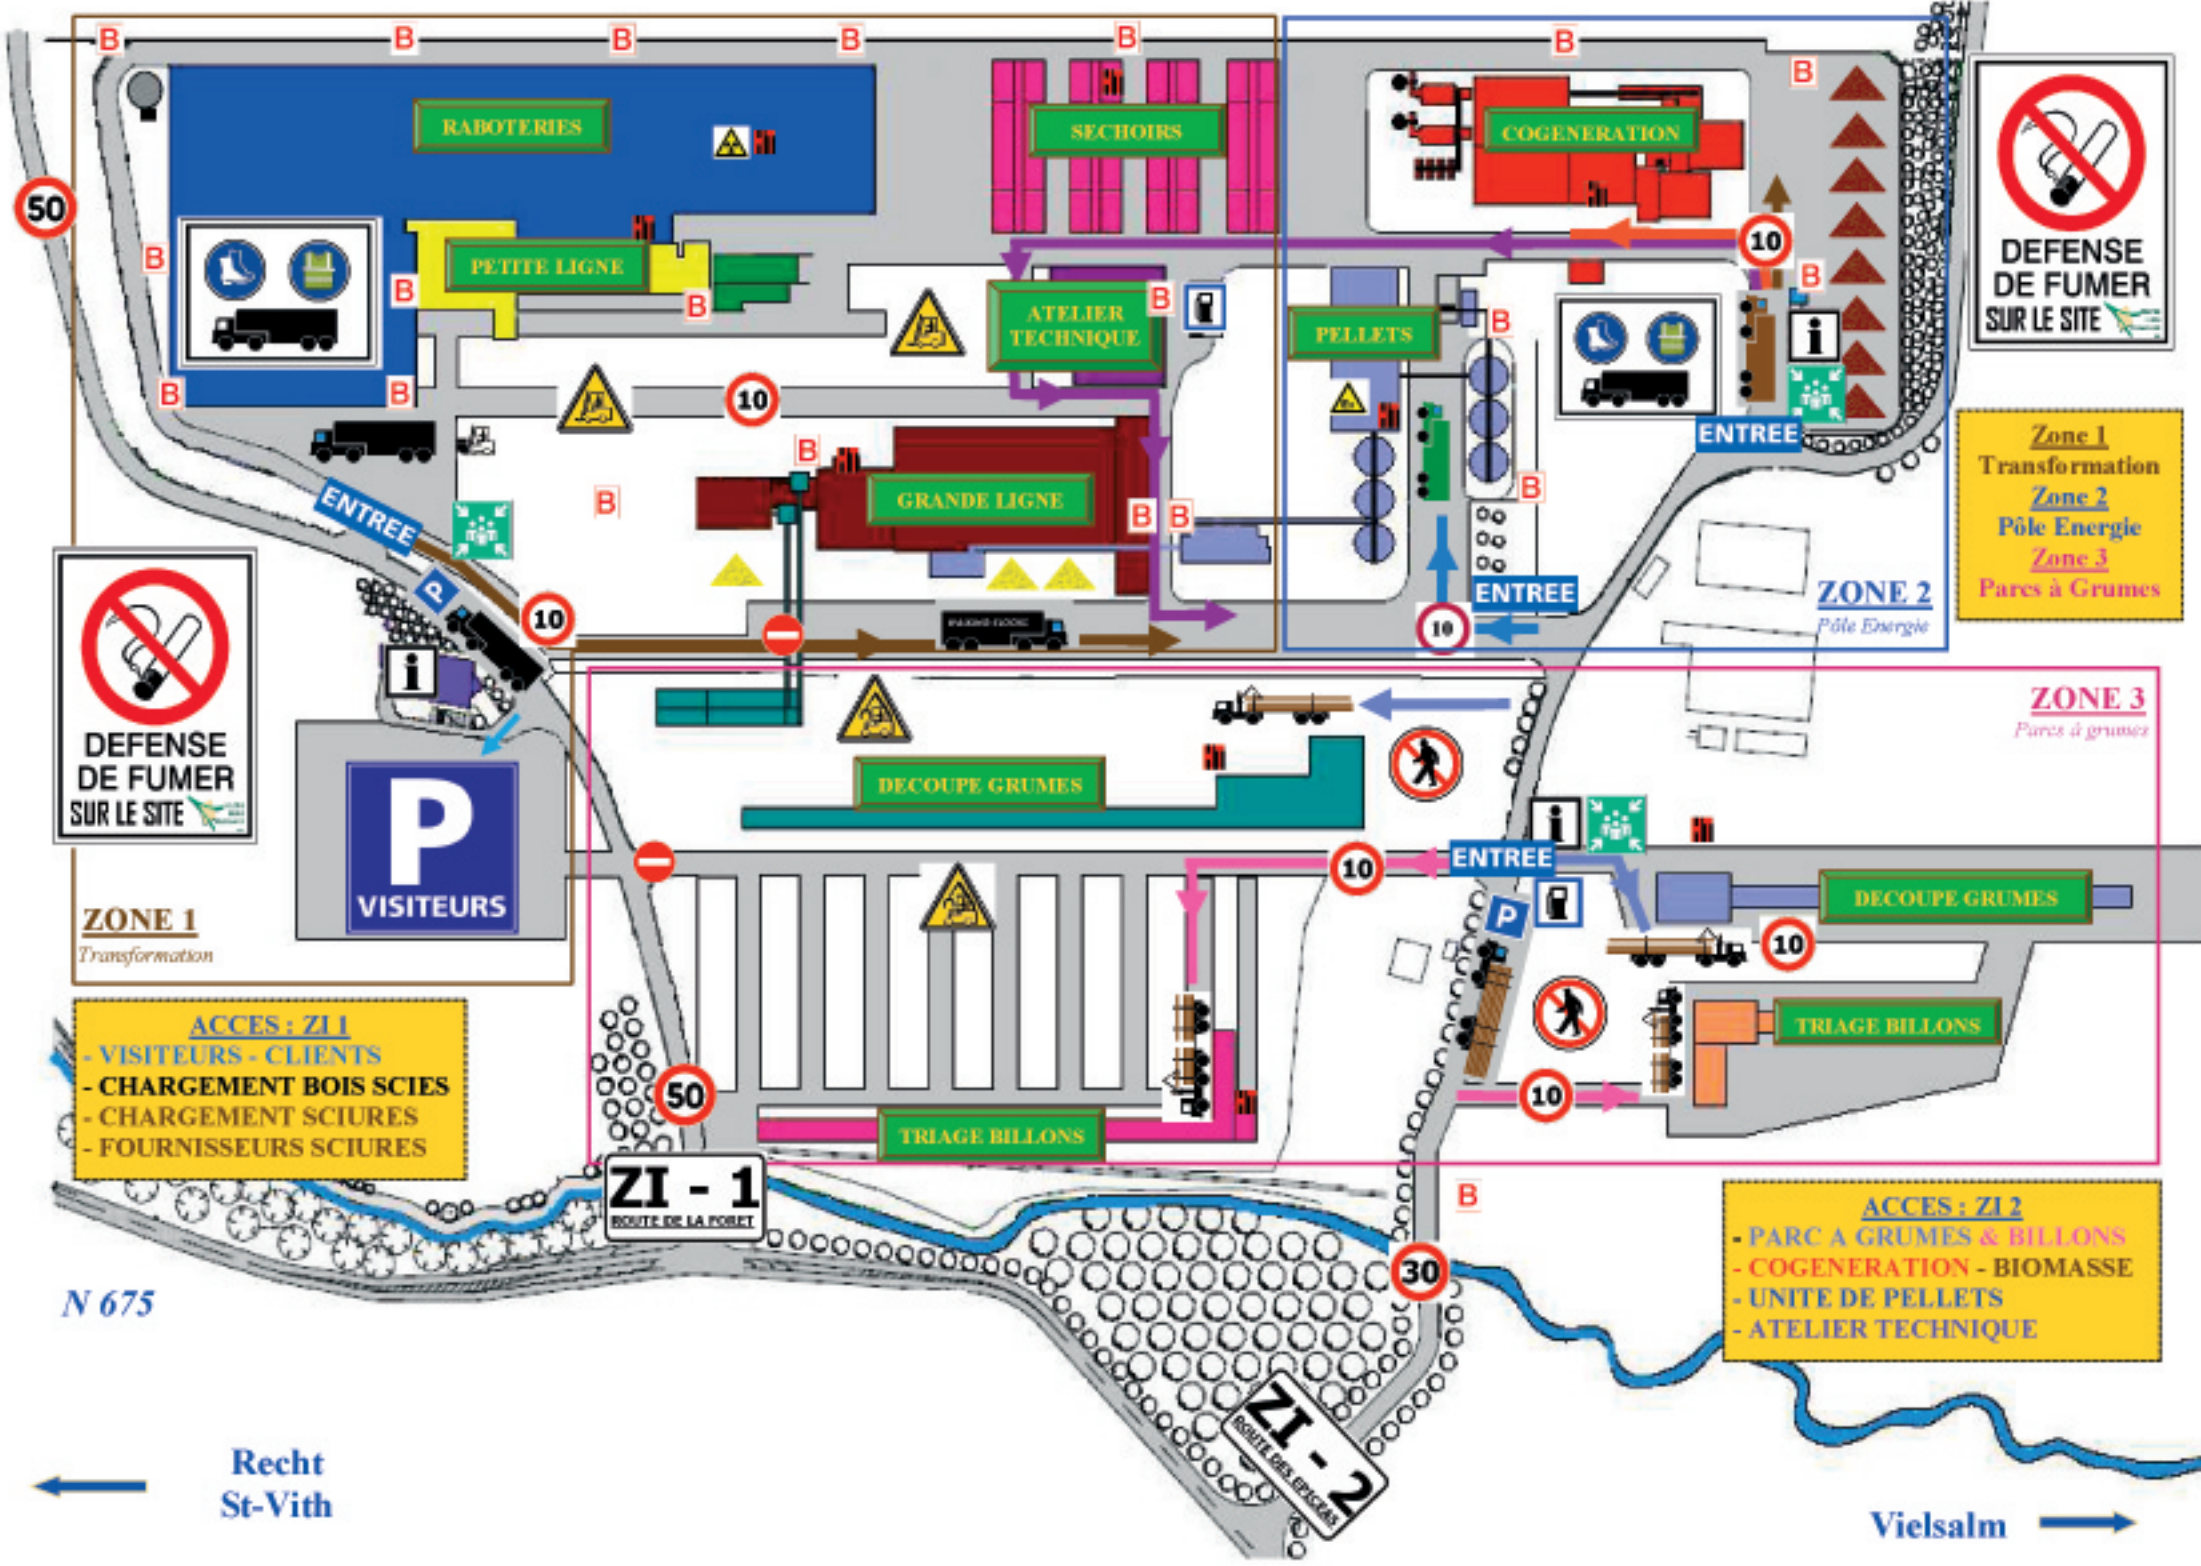 B
B
B
B
B
B
B
RABOTERIES
SECHOIRS
COGENERATION
50
10
DEFENSE
DE FUMER
SUR LE SITE
B
B
B
B
B
B
PETITE LIGNE
ATELIER
TECHNIQUE
PELLETS
i
B
B
10
ENTREE
Zone 1
Transformation
Zone 2
Pôle Energie
Zone 3
Parcs à Grumes
B
B
GRANDE LIGNE
B
B
B
ENTREE
P
10
ENTREE
10
ZONE 2
Pôle Energie
DEFENSE
DE FUMER
SUR LE SITE
i
ZONE 3
Parcs à grumes
DECOUPE GRUMES
P
VISITEURS
i
10
ENTREE
P
DECOUPE GRUMES
10
ZONE 1
Transformation
ACCES : ZI 1
- VISITEURS - CLIENTS
- CHARGEMENT BOIS SCIES
- CHARGEMENT SCIURES
- FOURNISSEURS SCIURES
TRIAGE BILLONS
50
10
TRIAGE BILLONS
ZI - 1
ROUTE DE LA FORET
B
ACCES : ZI 2
- PARC A GRUMES & BILLONS
- COGENERATION - BIOMASSE
- UNITE DE PELLETS
- ATELIER TECHNIQUE
30
N 675
ZI - 2
ROUTE DES EPICEAS
Recht
St-Vith
Vielsalm